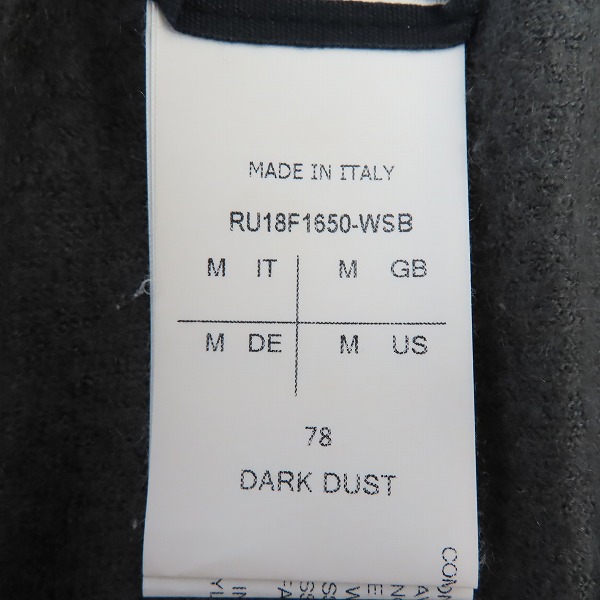 MADE IN ITALY
RU18F1650-WSB
M IT M GB
M DE M US
78
DARK DUST